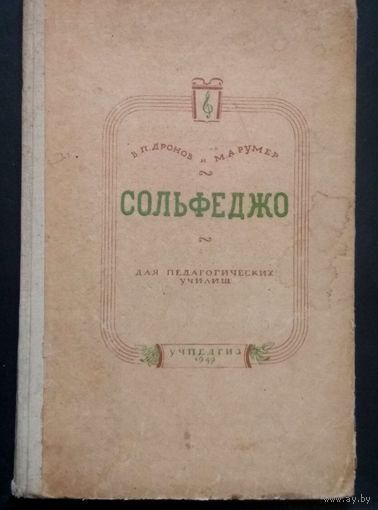 В.П.ДРОНОВ и М.А.РУМЕР
СОЛЬФЕДЖО
ДЛЯ ПЕДАГОГИЧЕСКИХ
УЧИЛИЩ
УЧПЕДГИЗ
1949
www.ay.by